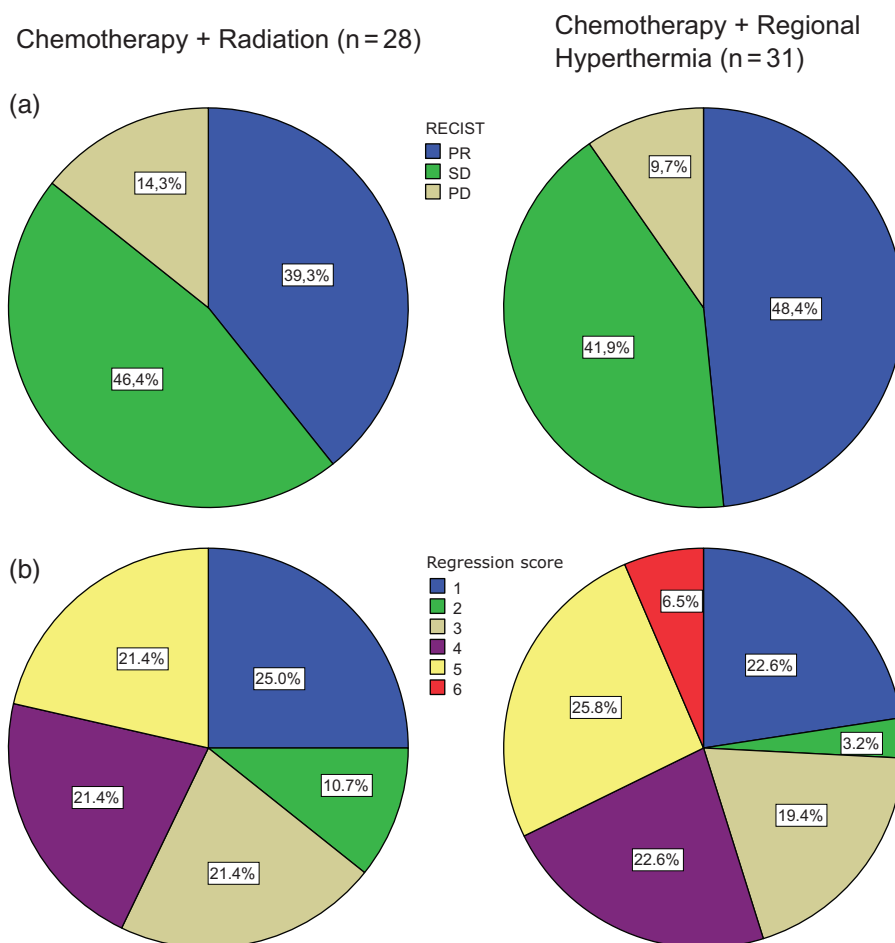 Chemotherapy + Radiation (n = 28)
Chemotherapy + Regional
Hyperthermia (n = 31)
(a)
RECIST
PR
SD
PD
14,3%
39,3%
46,4%
9,7%
48,4%
41,9%
(b)
Regression score
1
2
3
4
5
6
21.4%
25.0%
10.7%
21.4%
21.4%
6.5%
22.6%
3.2%
25.8%
19.4%
22.6%